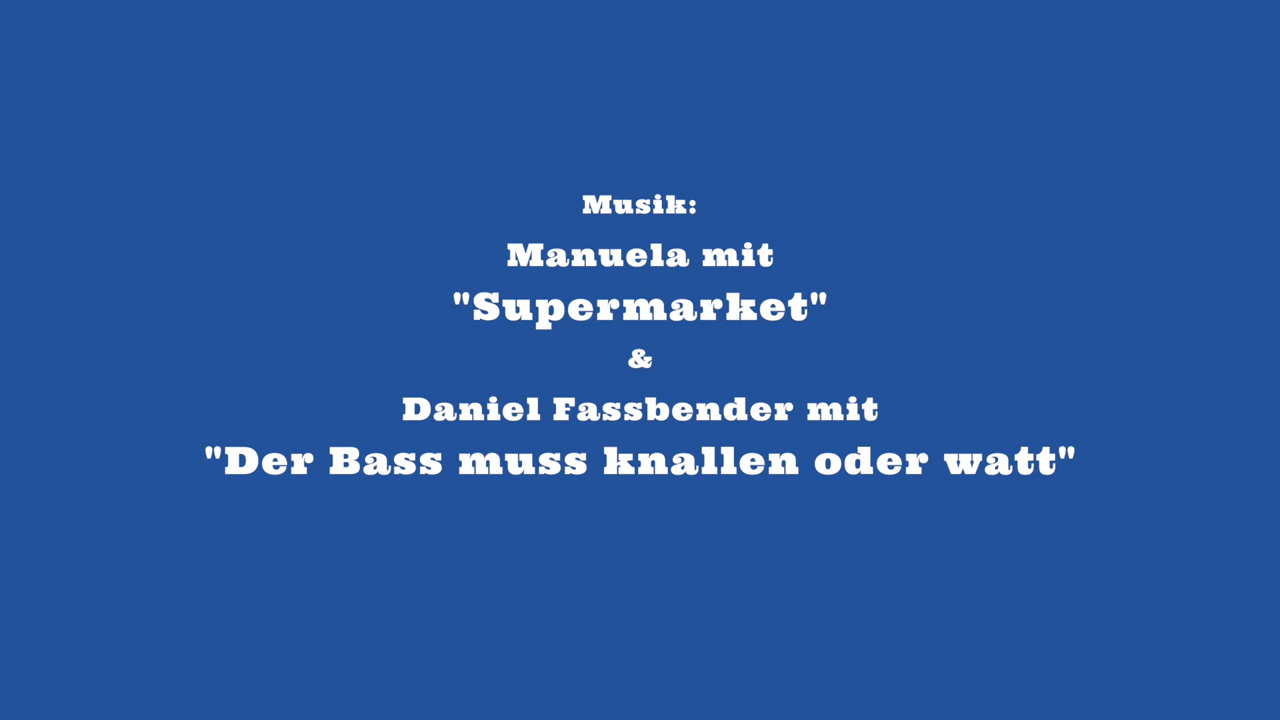 Musik:
Manuela mit
"Supermarket"
&
Daniel Fassbender mit
"Der Bass muss knallen oder watt"